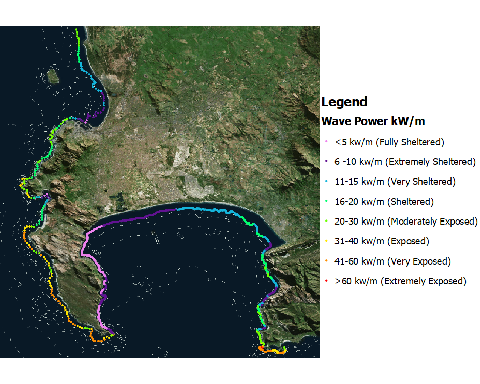 Legend
Wave Power kW/m
<5 kw/m (Fully Sheltered)
6 -10 kw/m (Extremely Sheltered)
11-15 kw/m (Very Sheltered)
16-20 kw/m (Sheltered)
20-30 kw/m (Moderately Exposed)
31-40 kw/m (Exposed)
41-60 kw/m (Very Exposed)
>60 kw/m (Extremely Exposed)